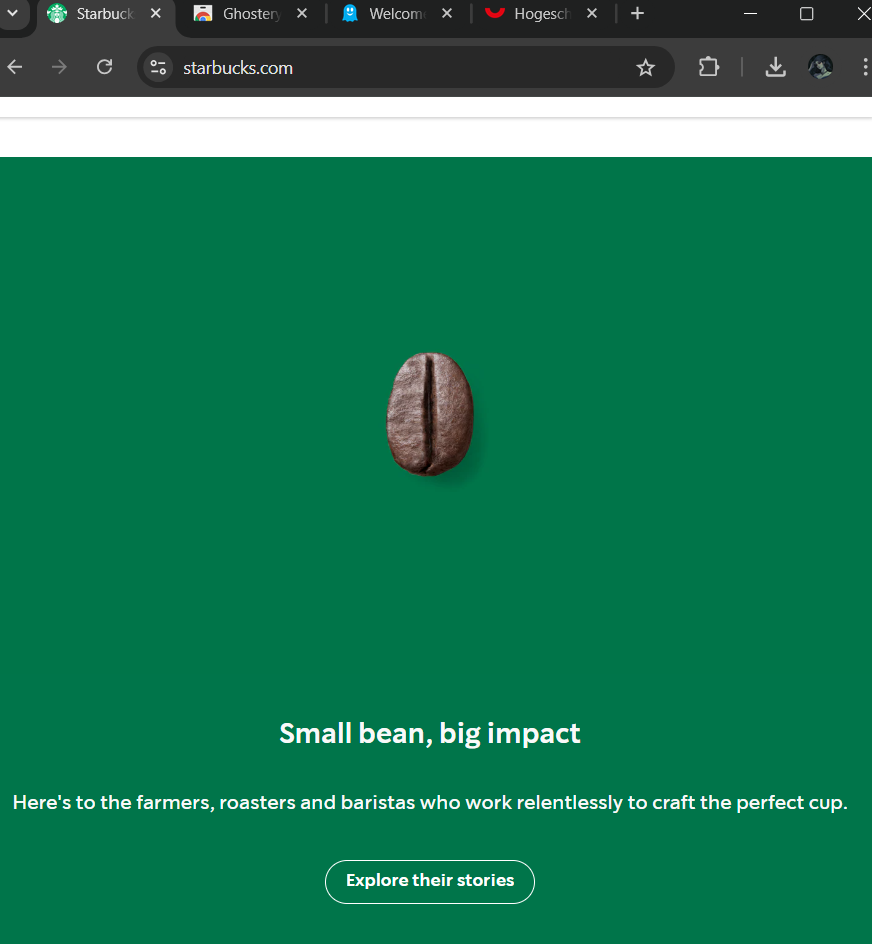 Starbuck
Ghostery
Welcom
Hogesch
starbucks.com
Small bean, big impact
Here's to the farmers, roasters and baristas who work relentlessly to craft the perfect cup.
Explore their stories